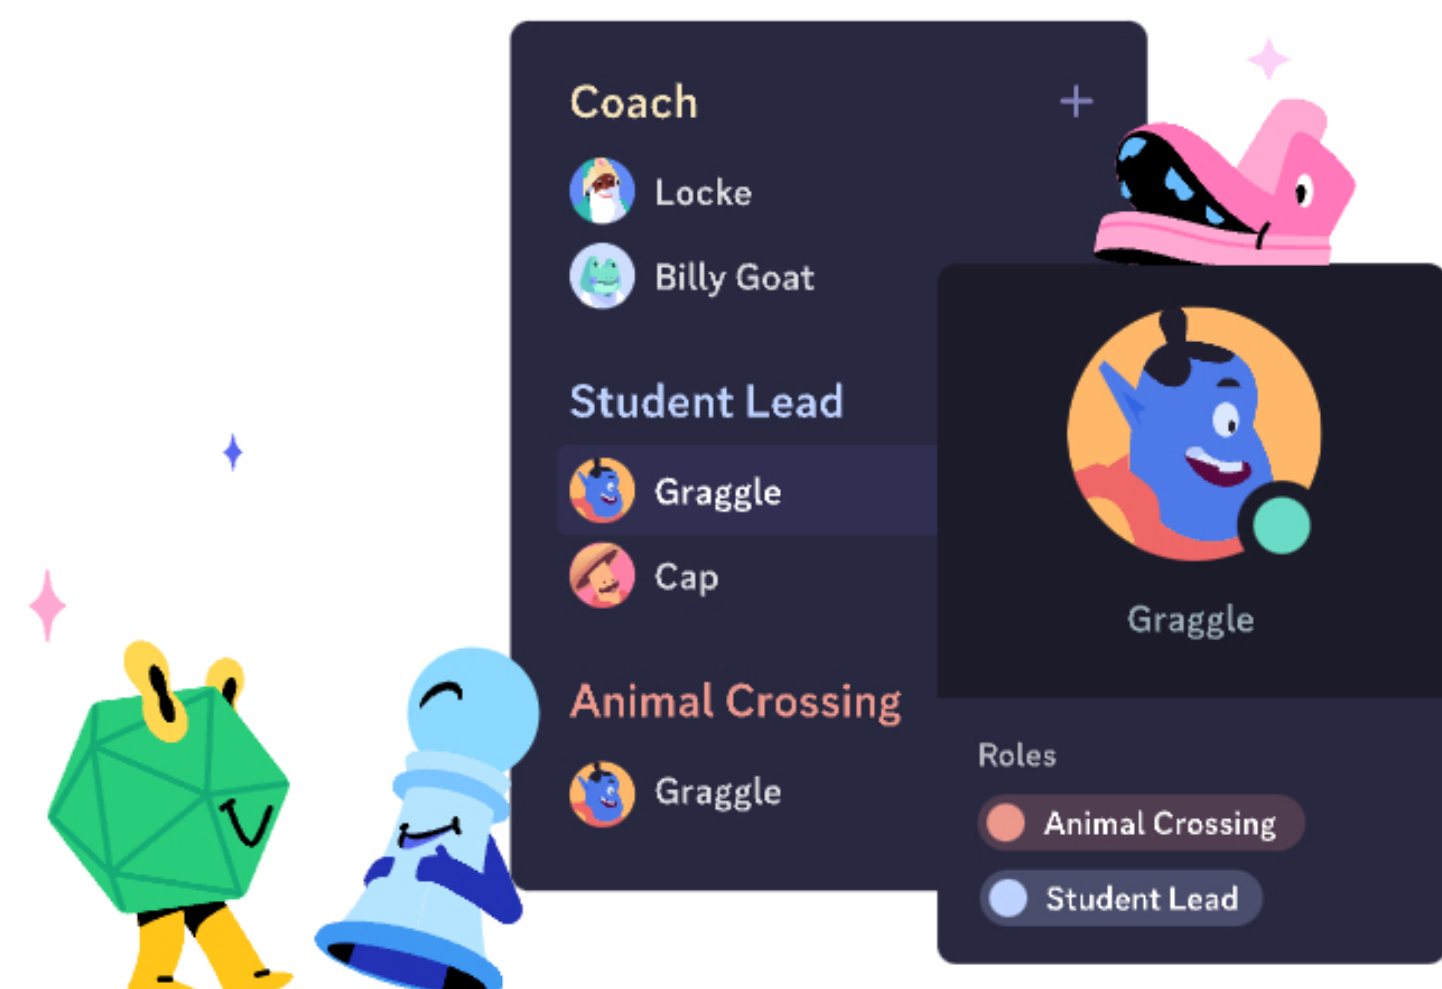 Coach
Locke
Billy Goat
Student Lead
Graggle
Cap
Animal Crossing
Graggle
Graggle
Roles
Animal Crossing
Student Lead